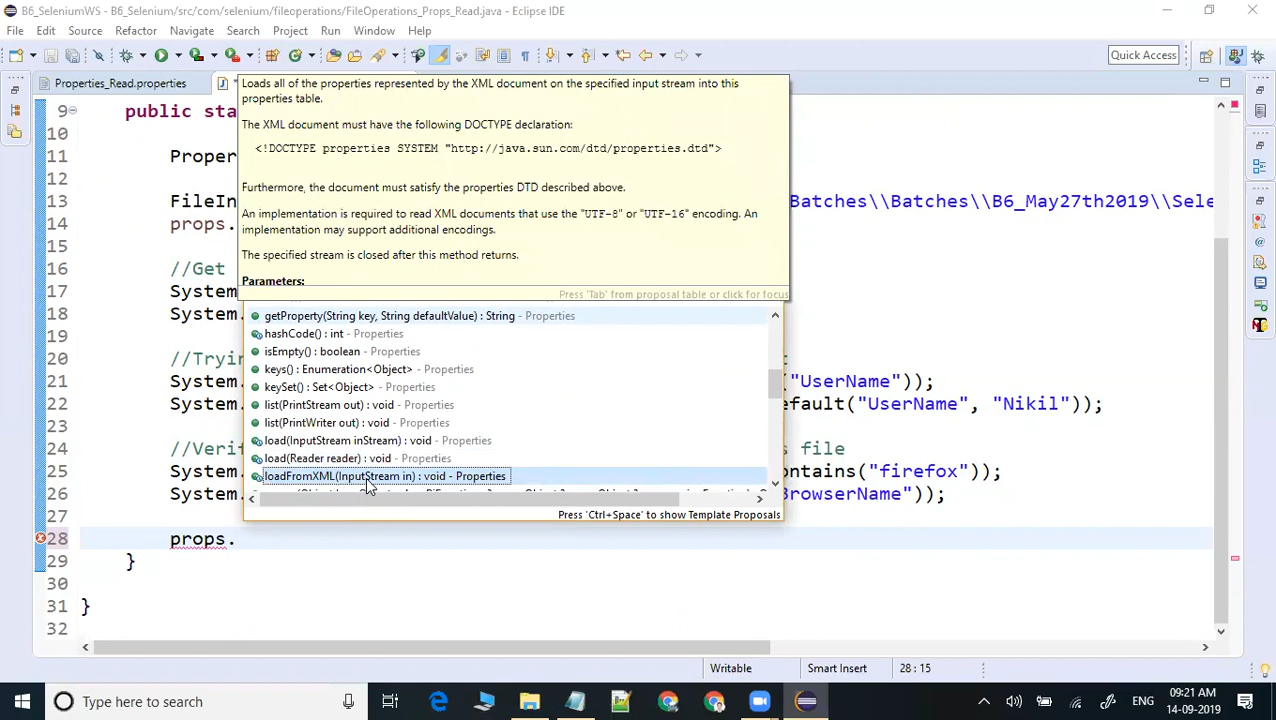 B6_SeleniumWS - B6_Selenium/src/com/selenium/fileoperations/FileOperations_Props_Read.java - Eclipse IDE
File Edit Source Refactor Navigate Search Project Run Window Help
Quick Access
Properties_Read.properties
Loads all of the properties represented by the XML document on the specified input stream into this
properties table.
The XML document must have the following DOCTYPE declaration:
<!DOCTYPE properties SYSTEM "http://java.sun.com/dtd/properties.dtd">
Furthermore, the document must satisfy the properties DTD described above.
An implementation is required to read XML documents that use the "UTF-8" or "UTF-16" encoding. An
implementation may support additional encodings.
The specified stream is closed after this method returns.
Parameters:
Press 'Tab' from proposal table or click for focus
getProperty(String key, String defaultValue) : String - Properties
hashCode() : int - Properties
isEmpty() : boolean - Properties
keys() : Enumeration<Object> - Properties
keySet() : Set<Object> - Properties
list(PrintStream out) : void - Properties
list(PrintWriter out) : void - Properties
load(InputStream inStream) : void - Properties
load(Reader reader) : void - Properties
loadFromXML(InputStream in) : void - Properties
Press 'Ctrl+Space' to show Template Proposals
9 public sta
10
11 Proper
12
13 FileIn Batches\\Batches\\B6_May27th2019\\Sele
14 props.
15
16 //Get
17 System.
18 System.
19
20 //Tryin t
21 System. ("UserName"));
22 System. efault("UserName", "Nikil"));
23
24 //Verif s file
25 System. ontains("firefox"));
26 System. BrowserName"));
27
28 props.
29 }
30
31 }
32
Writable Smart Insert 28 : 15
Type here to search
ENG
09:21 AM
14-09-2019